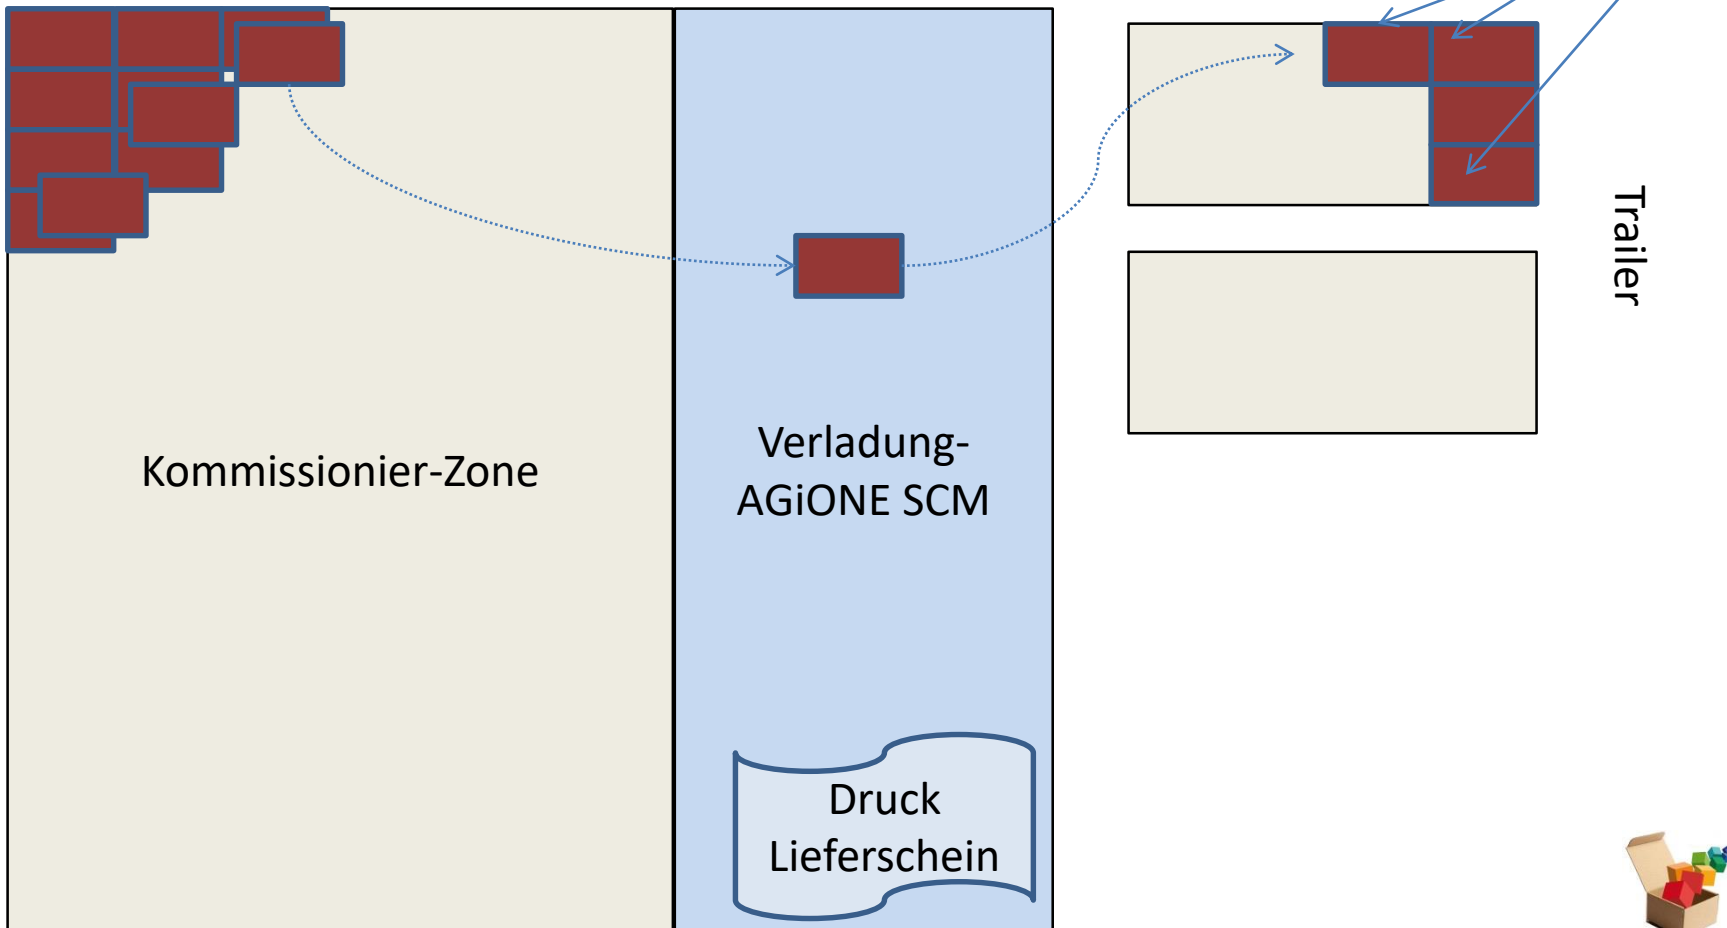 Kommissionier-Zone
Verladung-
AGiONE SCM
Druck
Lieferschein
Trailer